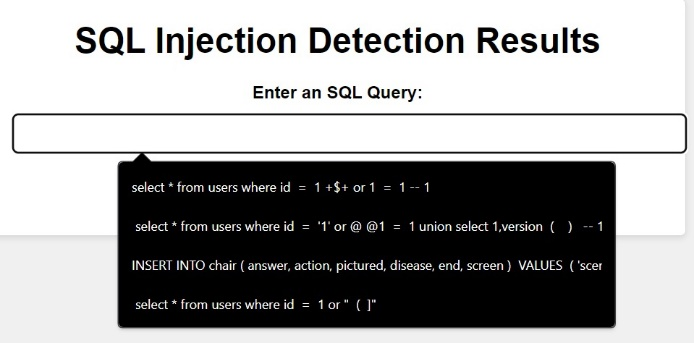 SQL Injection Detection Results
Enter an SQL Query:
select * from users where id = 1 +$+ or 1 = 1 -- 1
select * from users where id = '1' or @ @1 = 1 union select 1,version ( ) -- 1
INSERT INTO chair ( answer, action, pictured, disease, end, screen ) VALUES ( 'scer
select * from users where id = 1 or " ( ]"